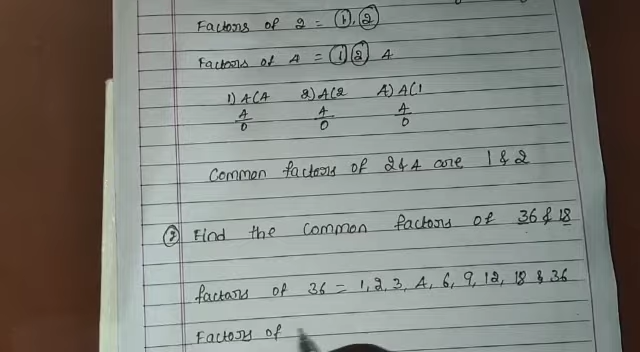 Factors of 2 = 1, 2
Factors of 4 = 1 2 4
1) 4 ( 4 2) 4 ( 2 4) 4 ( 1
4 4 4
0 0 0
Common factors of 2 & 4 are 1 & 2
2 Find the common factors of 36 & 18
factors of 36 = 1, 2, 3, 4, 6, 9, 12, 18 & 36
Factors of